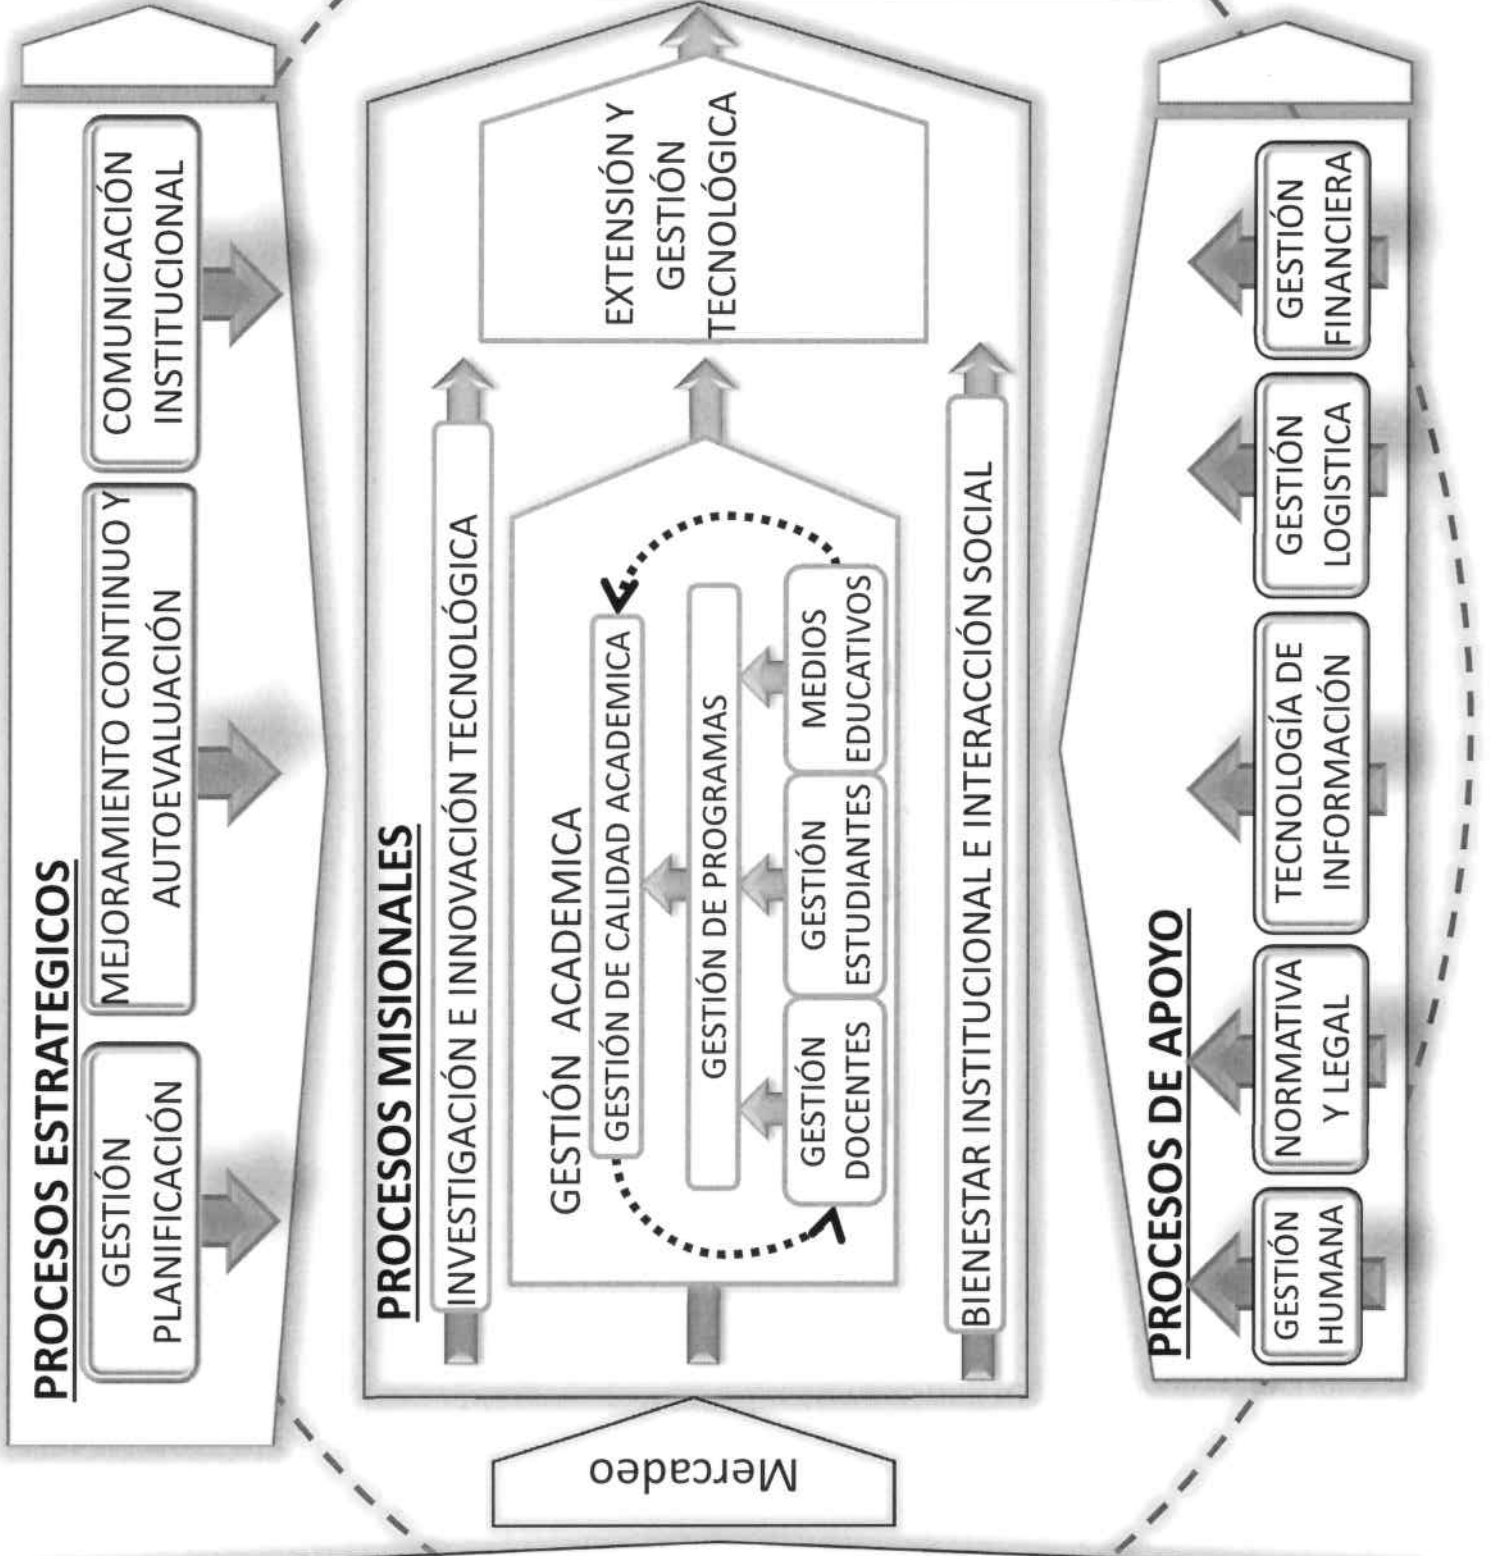 PROCESOS ESTRATEGICOS
GESTIÓN
PLANIFICACIÓN
MEJORAMIENTO CONTINUO Y
AUTOEVALUACIÓN
COMUNICACIÓN
INSTITUCIONAL
Mercadeo
PROCESOS MISIONALES
INVESTIGACIÓN E INNOVACIÓN TECNOLÓGICA
GESTIÓN ACADEMICA
GESTIÓN DE CALIDAD ACADEMICA
GESTIÓN DE PROGRAMAS
GESTIÓN
DOCENTES
GESTIÓN
ESTUDIANTES
MEDIOS
EDUCATIVOS
BIENESTAR INSTITUCIONAL E INTERACCIÓN SOCIAL
EXTENSIÓN Y
GESTIÓN
TECNOLÓGICA
PROCESOS DE APOYO
GESTIÓN
HUMANA
NORMATIVA
Y LEGAL
TECNOLOGÍA DE
INFORMACIÓN
GESTIÓN
LOGISTICA
GESTIÓN
FINANCIERA